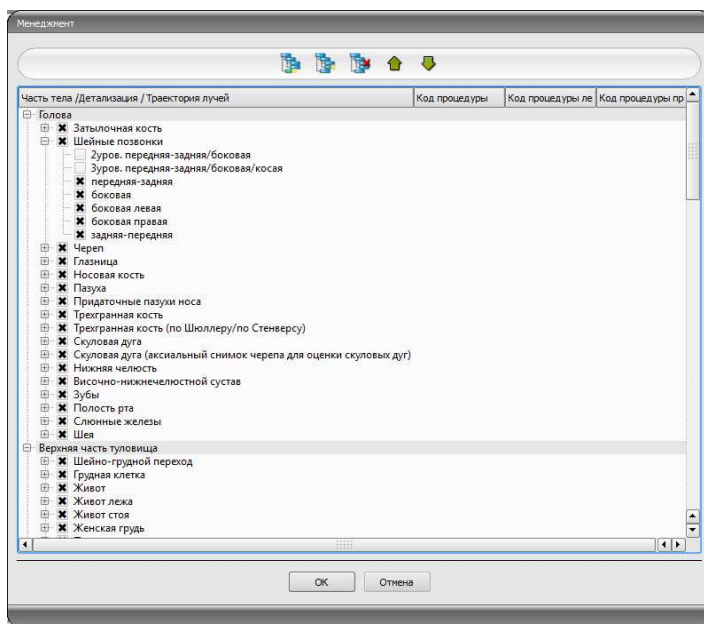 Менеджмент
Часть тела /Детализация / Траектория лучей Код процедуры Код процедуры ле Код процедуры пр
Голова
Затылочная кость
Шейные позвонки
2уров. передняя-задняя/боковая
3уров. передняя-задняя/боковая/косая
передняя-задняя
боковая
боковая левая
боковая правая
задняя-передняя
Череп
Глазница
Носовая кость
Пазуха
Придаточные пазухи носа
Трехгранная кость
Трехгранная кость (по Шюллеру/по Стенверсу)
Скуловая дуга
Скуловая дуга (аксиальный снимок черепа для оценки скуловых дуг)
Нижняя челюсть
Височно-нижнечелюстной сустав
Зубы
Полость рта
Слюнные железы
Шея
Верхняя часть туловища
Шейно-грудной переход
Грудная клетка
Живот
Живот лежа
Живот стоя
Женская грудь
OK Отмена